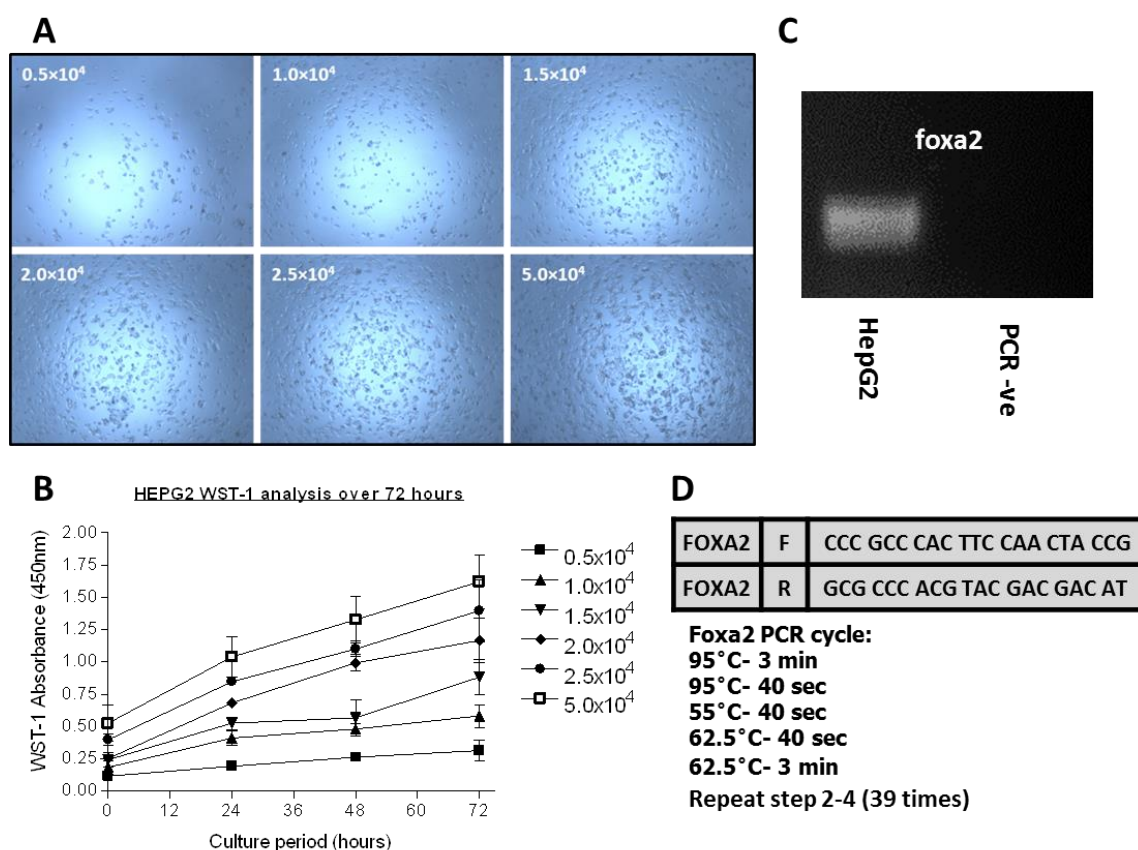 A
0.5×10⁴
1.0×10⁴
1.5×10⁴
2.0×10⁴
2.5×10⁴
5.0×10⁴
C
foxa2
HepG2
PCR -ve
B
HEPG2 WST-1 analysis over 72 hours
WST-1 Absorbance (450nm)
2.00
1.75
1.50
1.25
1.00
0.75
0.50
0.25
0.00
0 12 24 36 48 60 72
Culture period (hours)
0.5x10⁴
1.0x10⁴
1.5x10⁴
2.0x10⁴
2.5x10⁴
5.0x10⁴
D
FOXA2 F CCC GCC CAC TTC CAA CTA CCG
FOXA2 R GCG CCC ACG TAC GAC GAC AT
Foxa2 PCR cycle:
95°C- 3 min
95°C- 40 sec
55°C- 40 sec
62.5°C- 40 sec
62.5°C- 3 min
Repeat step 2-4 (39 times)